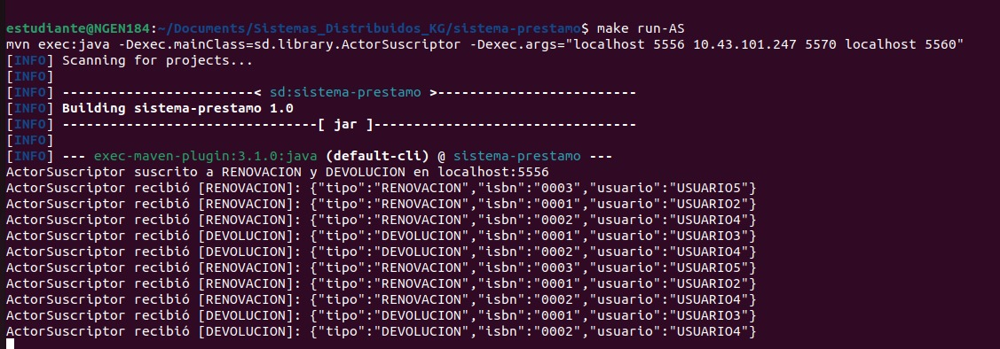 estudiante@NGEN184:~/Documents/Sistemas_Distribuidos_KG/sistema-prestamo$ make run-AS
mvn exec:java -Dexec.mainClass=sd.library.ActorSuscriptor -Dexec.args="localhost 5556 10.43.101.247 5570 localhost 5560"
[INFO] Scanning for projects...
[INFO]
[INFO] ------------------------< sd:sistema-prestamo >-------------------------
[INFO] Building sistema-prestamo 1.0
[INFO] --------------------------------[ jar ]---------------------------------
[INFO]
[INFO] --- exec-maven-plugin:3.1.0:java (default-cli) @ sistema-prestamo ---
ActorSuscriptor suscrito a RENOVACION y DEVOLUCION en localhost:5556
ActorSuscriptor recibió [RENOVACION]: {"tipo":"RENOVACION","isbn":"0003","usuario":"USUARIO5"}
ActorSuscriptor recibió [RENOVACION]: {"tipo":"RENOVACION","isbn":"0001","usuario":"USUARIO2"}
ActorSuscriptor recibió [RENOVACION]: {"tipo":"RENOVACION","isbn":"0002","usuario":"USUARIO4"}
ActorSuscriptor recibió [DEVOLUCION]: {"tipo":"DEVOLUCION","isbn":"0001","usuario":"USUARIO3"}
ActorSuscriptor recibió [DEVOLUCION]: {"tipo":"DEVOLUCION","isbn":"0002","usuario":"USUARIO4"}
ActorSuscriptor recibió [RENOVACION]: {"tipo":"RENOVACION","isbn":"0003","usuario":"USUARIO5"}
ActorSuscriptor recibió [RENOVACION]: {"tipo":"RENOVACION","isbn":"0001","usuario":"USUARIO2"}
ActorSuscriptor recibió [RENOVACION]: {"tipo":"RENOVACION","isbn":"0002","usuario":"USUARIO4"}
ActorSuscriptor recibió [DEVOLUCION]: {"tipo":"DEVOLUCION","isbn":"0001","usuario":"USUARIO3"}
ActorSuscriptor recibió [DEVOLUCION]: {"tipo":"DEVOLUCION","isbn":"0002","usuario":"USUARIO4"}